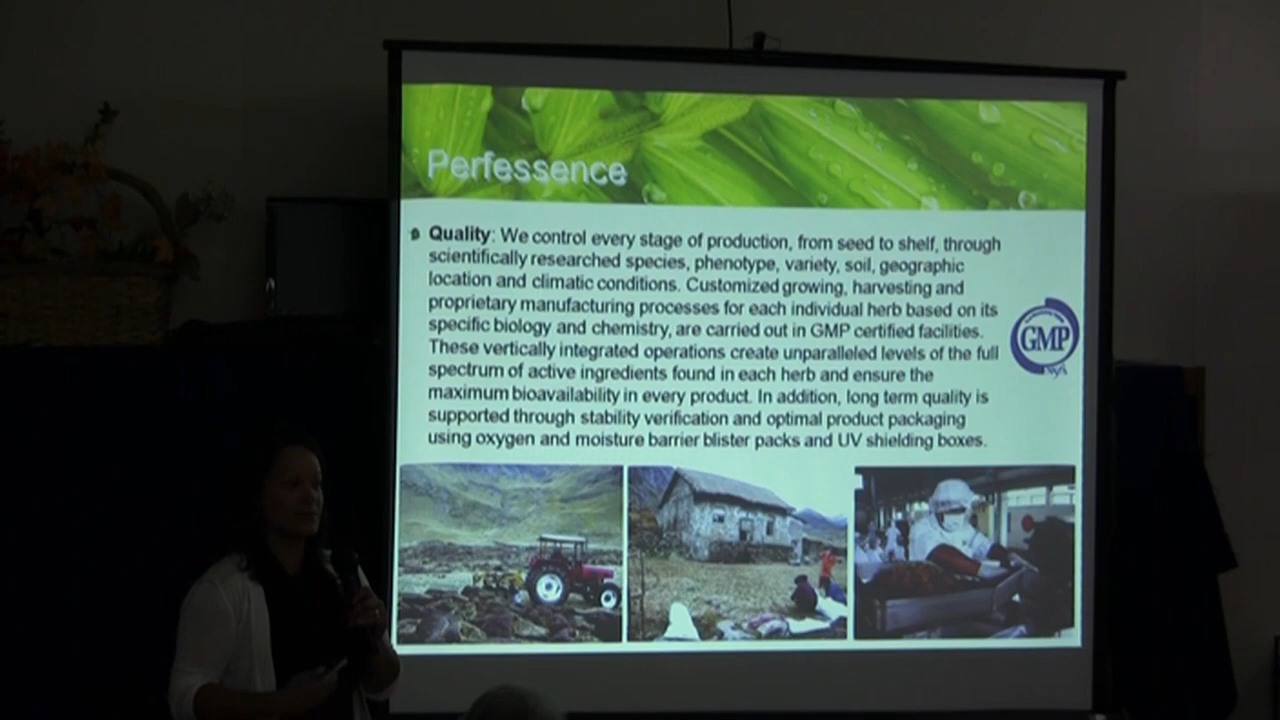 Perfessence
Quality: We control every stage of production, from seed to shelf, through
scientifically researched species, phenotype, variety, soil, geographic
location and climatic conditions. Customized growing, harvesting and
proprietary manufacturing processes for each individual herb based on its
specific biology and chemistry, are carried out in GMP certified facilities.
These vertically integrated operations create unparalleled levels of the full
spectrum of active ingredients found in each herb and ensure the
maximum bioavailability in every product. In addition, long term quality is
supported through stability verification and optimal product packaging
using oxygen and moisture barrier blister packs and UV shielding boxes.
GMP